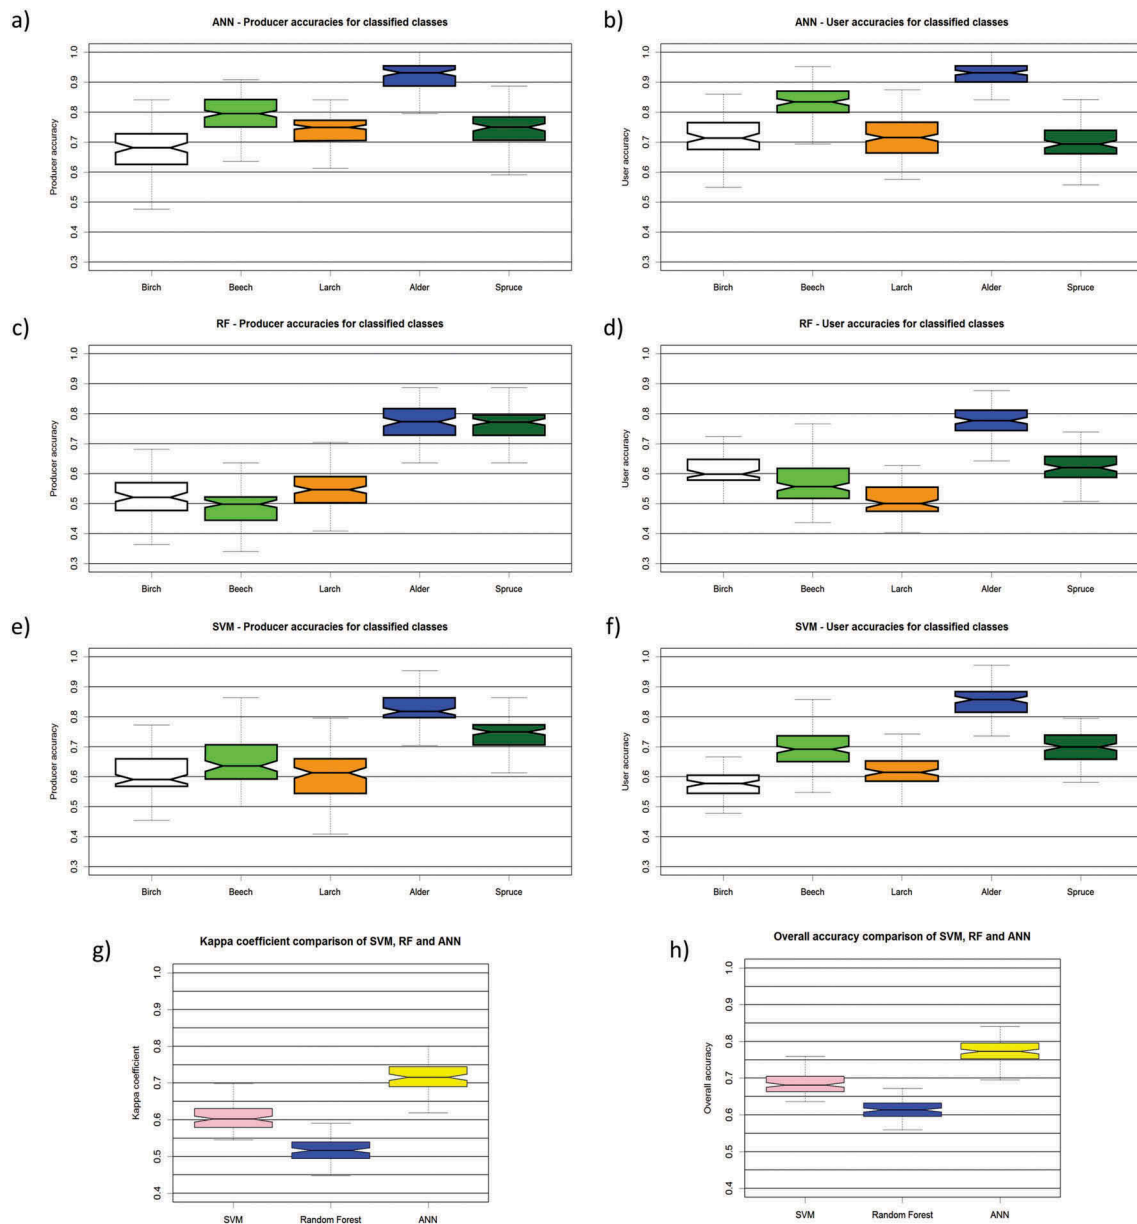 a)
ANN - Producer accuracies for classified classes
Producer accuracy
1.0
0.9
0.8
0.7
0.6
0.5
0.4
0.3
Birch Beech Larch Alder Spruce
b)
ANN - User accuracies for classified classes
User accuracy
1.0
0.9
0.8
0.7
0.6
0.5
0.4
0.3
Birch Beech Larch Alder Spruce
c)
RF - Producer accuracies for classified classes
Producer accuracy
1.0
0.9
0.8
0.7
0.6
0.5
0.4
0.3
Birch Beech Larch Alder Spruce
d)
RF - User accuracies for classified classes
User accuracy
1.0
0.9
0.8
0.7
0.6
0.5
0.4
0.3
Birch Beech Larch Alder Spruce
e)
SVM - Producer accuracies for classified classes
Producer accuracy
1.0
0.9
0.8
0.7
0.6
0.5
0.4
0.3
Birch Beech Larch Alder Spruce
f)
SVM - User accuracies for classified classes
User accuracy
1.0
0.9
0.8
0.7
0.6
0.5
0.4
0.3
Birch Beech Larch Alder Spruce
g)
Kappa coefficient comparison of SVM, RF and ANN
Kappa coefficient
1.0
0.9
0.8
0.7
0.6
0.5
0.4
SVM Random Forest ANN
h)
Overall accuracy comparison of SVM, RF and ANN
Overall accuracy
1.0
0.9
0.8
0.7
0.6
0.5
0.4
SVM Random Forest ANN